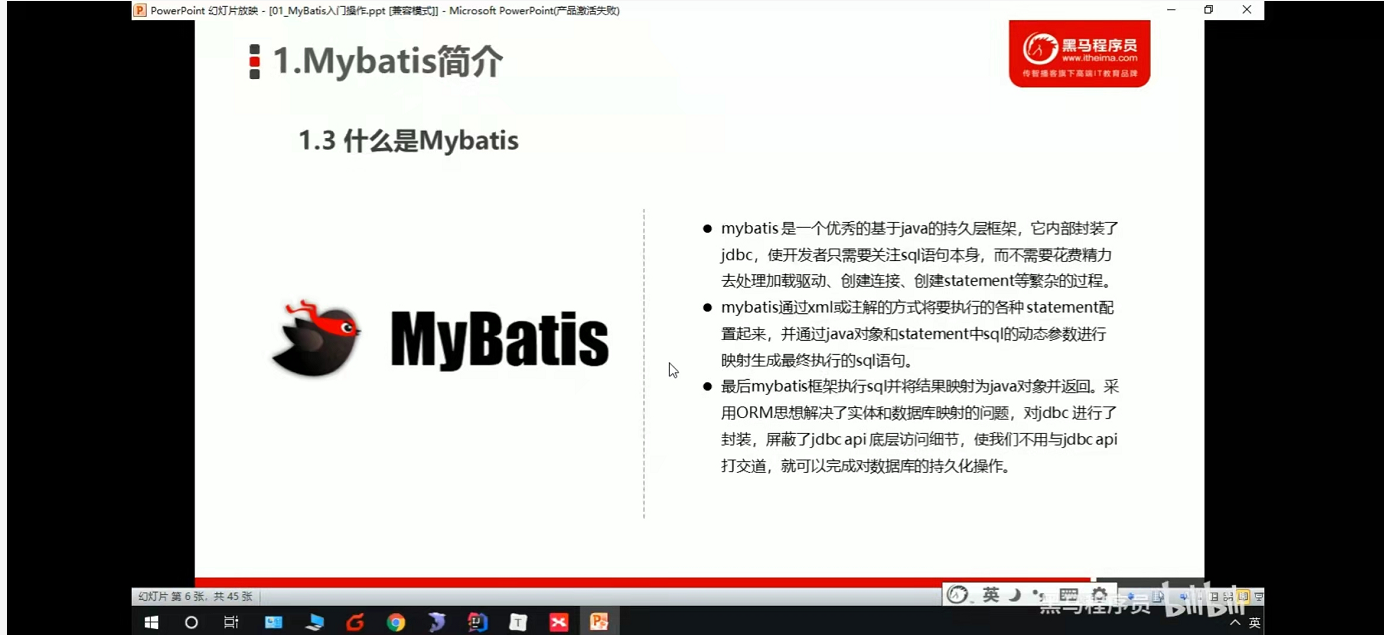 PowerPoint 幻灯片放映 - [01_MyBatis入门操作.ppt [兼容模式]] - Microsoft PowerPoint(产品激活失败)
1.Mybatis简介
黑马程序员
www.itheima.com
传智播客旗下高端IT教育品牌
1.3 什么是Mybatis
● mybatis 是一个优秀的基于java的持久层框架，它内部封装了
jdbc，使开发者只需要关注sql语句本身，而不需要花费精力
去处理加载驱动、创建连接、创建statement等繁杂的过程。
● mybatis通过xml或注解的方式将要执行的各种 statement配
置起来，并通过java对象和statement中sql的动态参数进行
映射生成最终执行的sql语句。
● 最后mybatis框架执行sql并将结果映射为java对象并返回。采
用ORM思想解决了实体和数据库映射的问题，对jdbc 进行了
封装，屏蔽了jdbc api 底层访问细节，使我们不用与jdbc api
打交道，就可以完成对数据库的持久化操作。
MyBatis
幻灯片 第 6 张，共 45 张
英
黑马程序员 bilibili
英